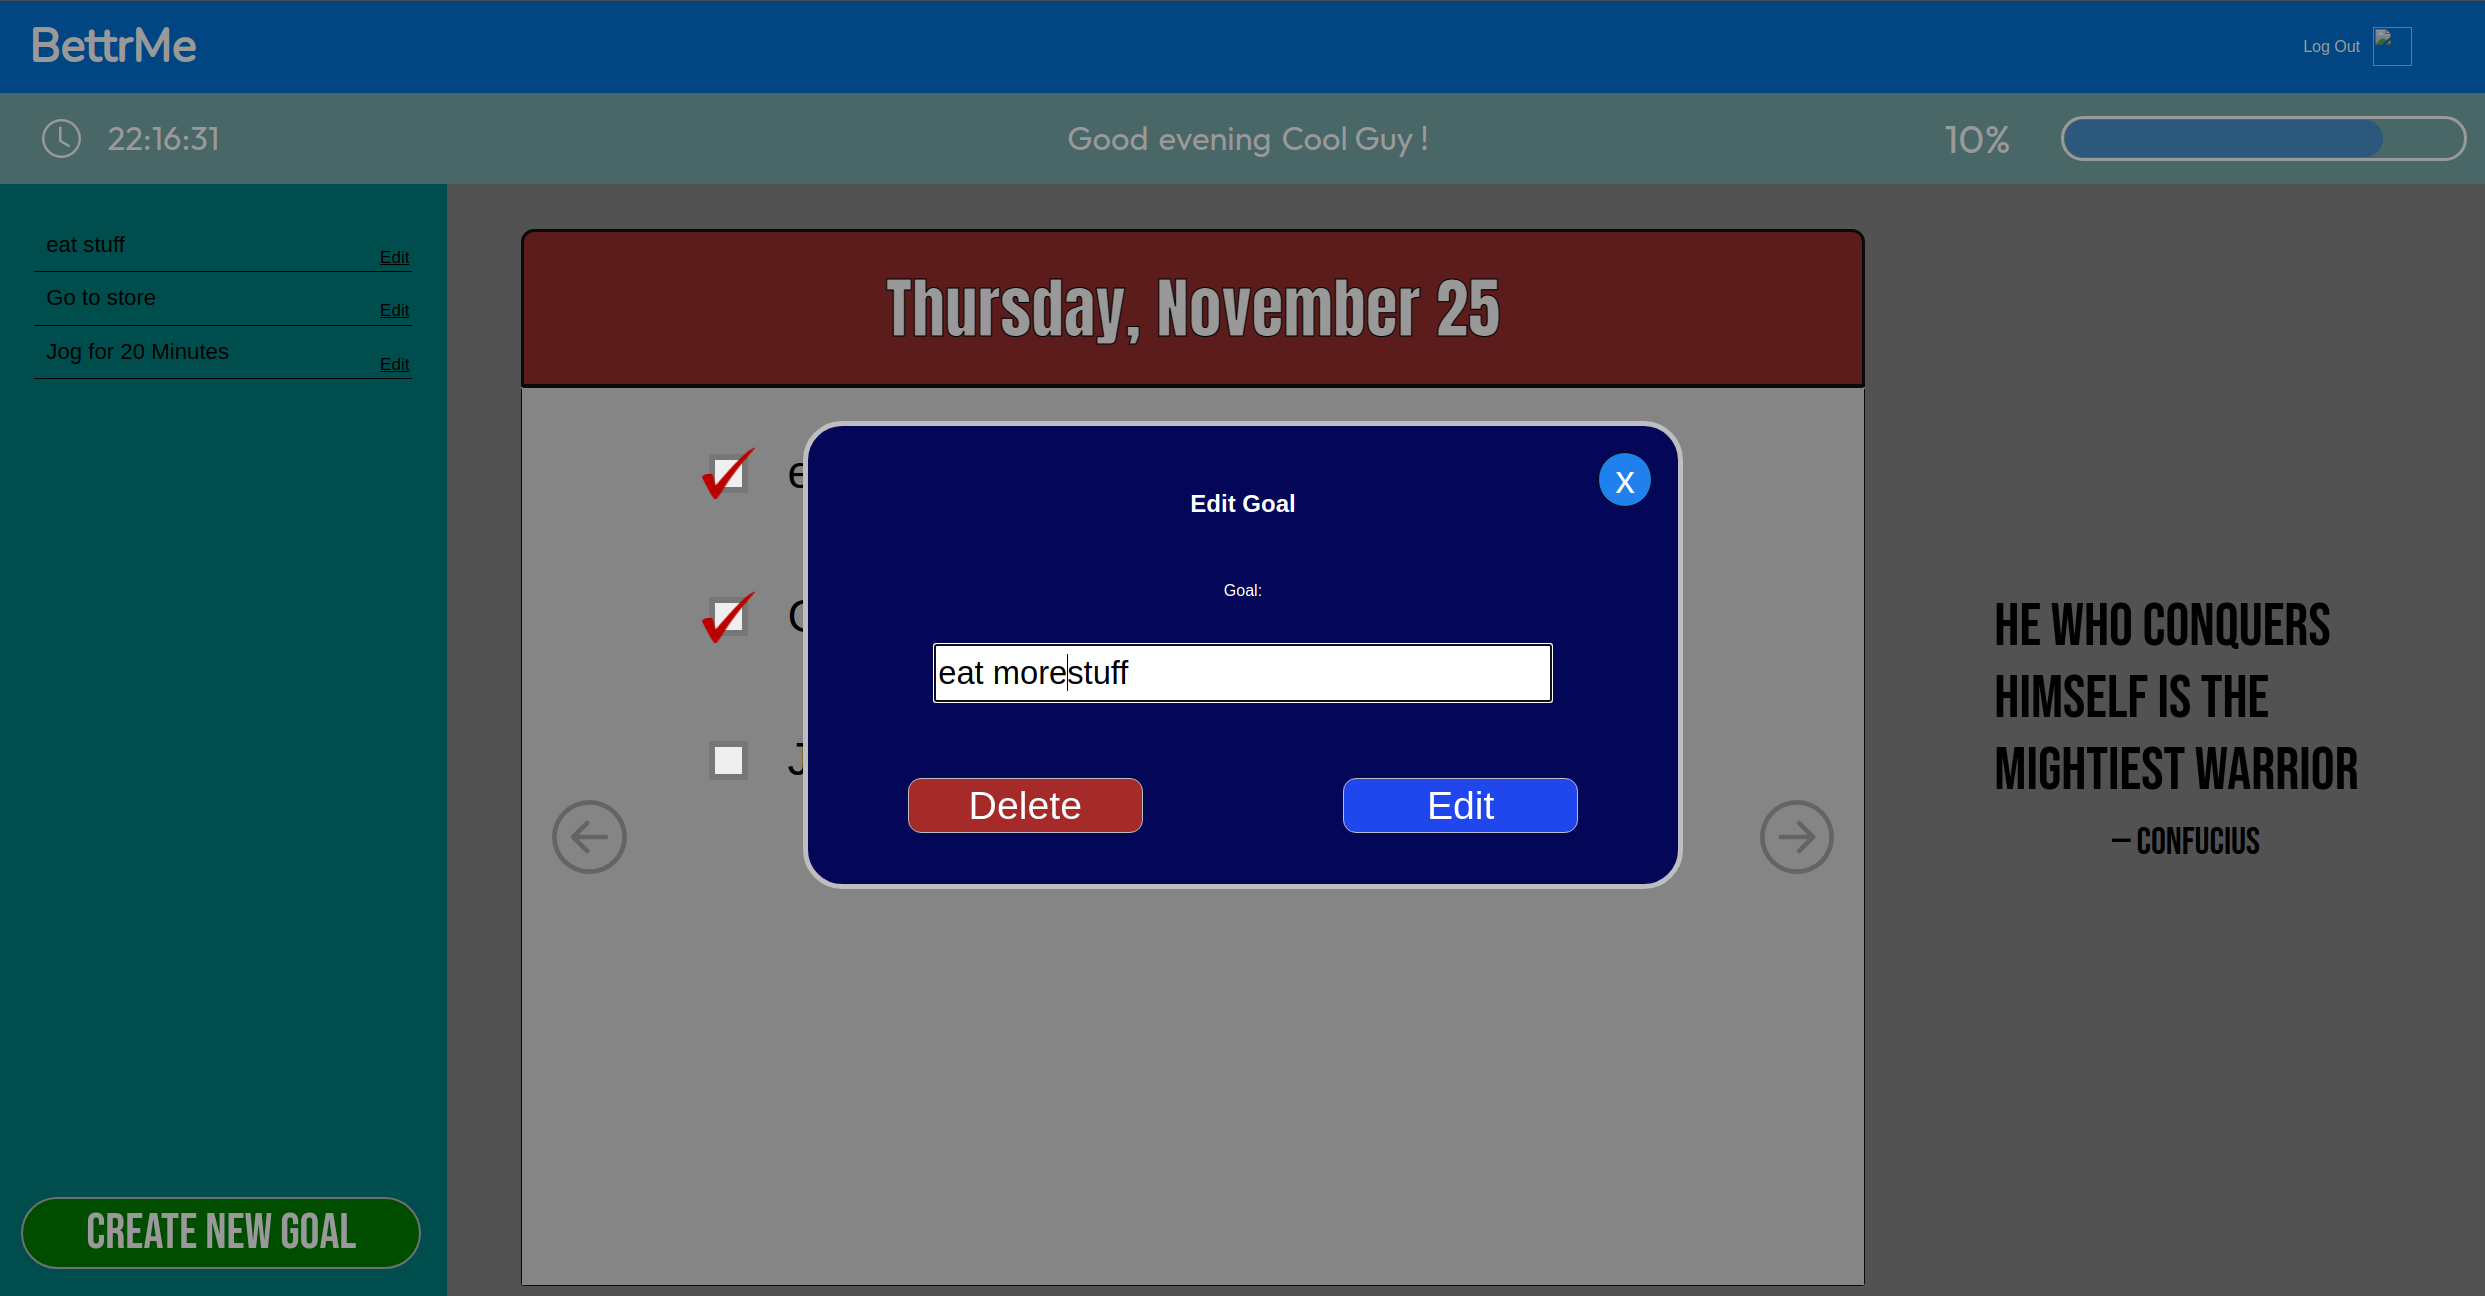 BettrMe
Log Out
22:16:31
Good evening Cool Guy !
10%
eat stuff
Edit
Go to store
Edit
Jog for 20 Minutes
Edit
CREATE NEW GOAL
Thursday, November 25
e
J
x
Edit Goal
Goal:
eat morestuff
Delete
Edit
HE WHO CONQUERS
HIMSELF IS THE
MIGHTIEST WARRIOR
– CONFUCIUS